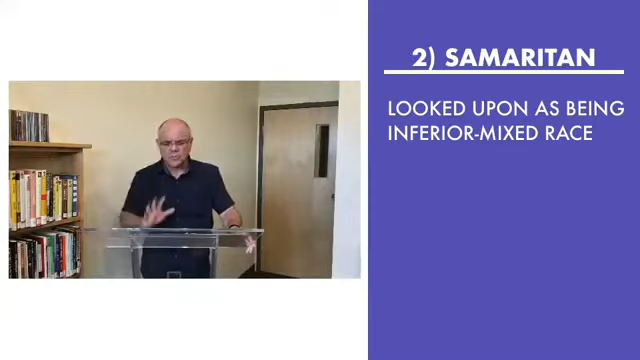 2) SAMARITAN
LOOKED UPON AS BEING
INFERIOR-MIXED RACE